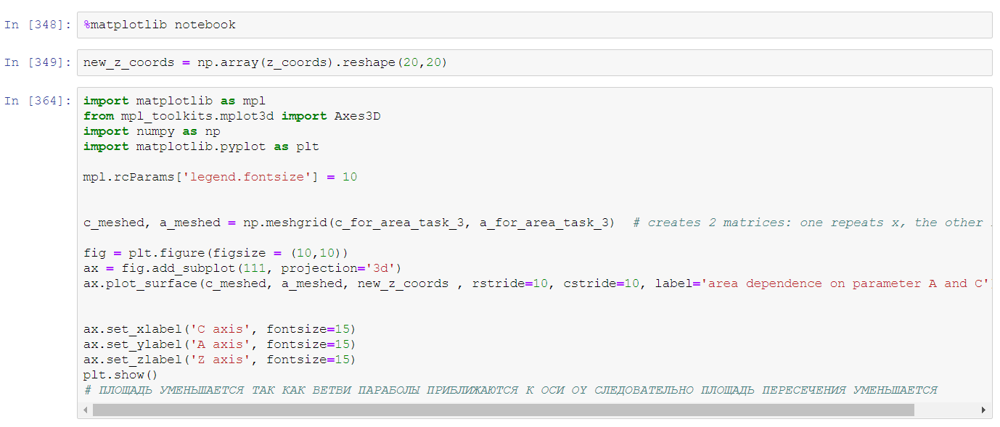 In [348]: %matplotlib notebook
In [349]: new_z_coords = np.array(z_coords).reshape(20,20)
In [364]: import matplotlib as mpl
from mpl_toolkits.mplot3d import Axes3D
import numpy as np
import matplotlib.pyplot as plt
mpl.rcParams['legend.fontsize'] = 10
c_meshed, a_meshed = np.meshgrid(c_for_area_task_3, a_for_area_task_3)  # creates 2 matrices: one repeats x, the other
fig = plt.figure(figsize = (10,10))
ax = fig.add_subplot(111, projection='3d')
ax.plot_surface(c_meshed, a_meshed, new_z_coords , rstride=10, cstride=10, label='area dependence on parameter A and C'
ax.set_xlabel('C axis', fontsize=15)
ax.set_ylabel('A axis', fontsize=15)
ax.set_zlabel('Z axis', fontsize=15)
plt.show()
# ПЛОЩАДЬ УМЕНЬШАЕТСЯ ТАК КАК ВЕТВИ ПАРАБОЛЫ ПРИБЛИЖАЮТСЯ К ОСИ OY СЛЕДОВАТЕЛЬНО ПЛОЩАДЬ ПЕРЕСЕЧЕНИЯ УМЕНЬШАЕТСЯ